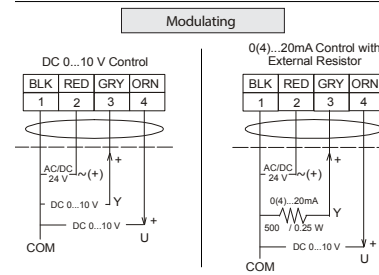 Modulating
DC 0...10 V Control
BLK RED GRY ORN
1 2 3 4
+
AC/DC
24 V
~(+)
DC 0...10 V
Y
DC 0...10 V
+
U
COM
0(4)...20mA Control with
External Resistor
BLK RED GRY ORN
1 2 3 4
+
AC/DC
24 V
~(+)
0(4)...20mA
Y
500 / 0.25 W
DC 0...10 V
+
U
COM